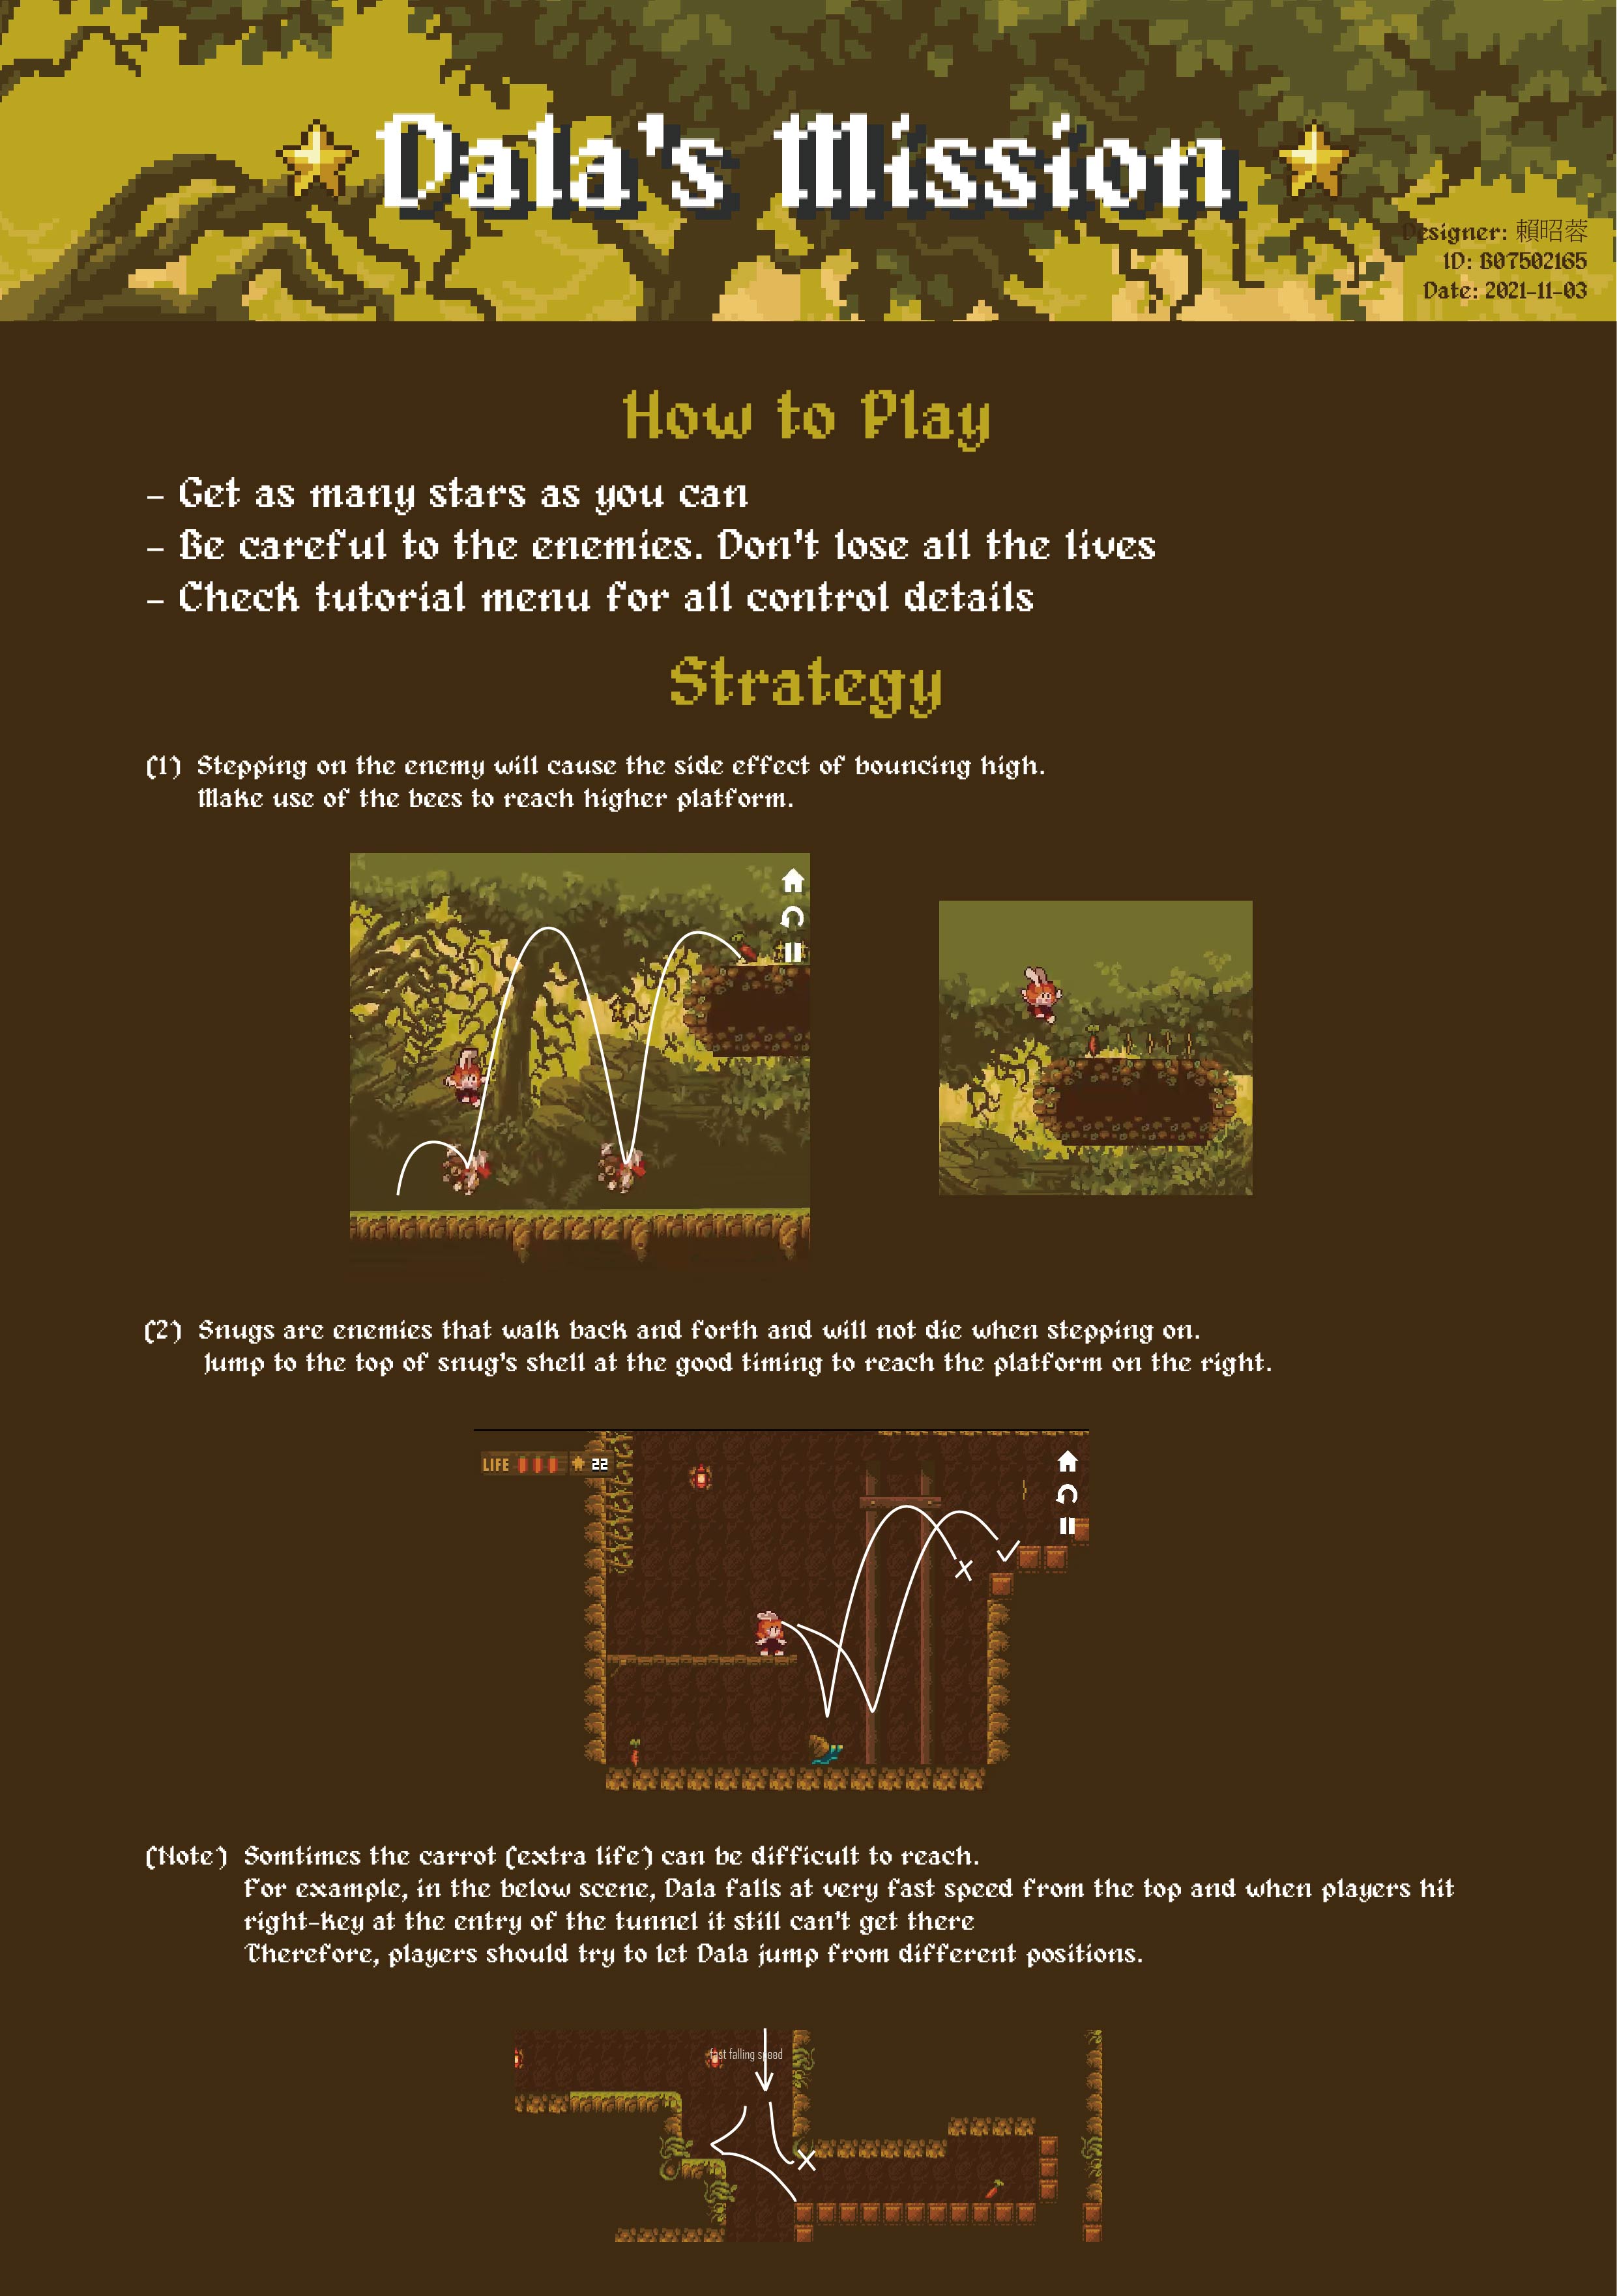 Dala's Mission
Designer: 賴昭蓉
ID: B07502165
Date: 2021-11-03
How to Play
- Get as many stars as you can
- Be careful to the enemies. Don't lose all the lives
- Check tutorial menu for all control details
Strategy
(1) Stepping on the enemy will cause the side effect of bouncing high.
Make use of the bees to reach higher platform.
(2) Snugs are enemies that walk back and forth and will not die when stepping on.
Jump to the top of snug's shell at the good timing to reach the platform on the right.
LIFE 22
(Note) Somtimes the carrot (extra life) can be difficult to reach.
For example, in the below scene, Dala falls at very fast speed from the top and when players hit
right-key at the entry of the tunnel it still can't get there
Therefore, players should try to let Dala jump from different positions.
fast falling speed